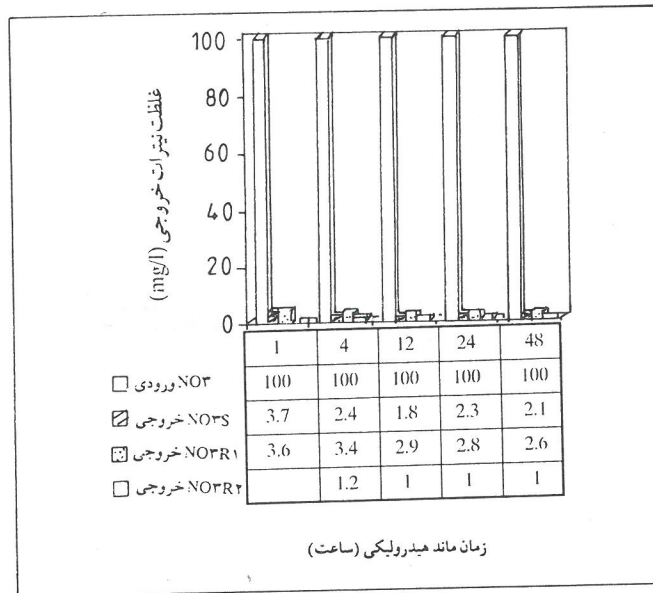 غلظت نیترات خروجی (mg/l)
100
80
60
40
20
0
1 4 12 24 48
NO۳ ورودی 100 100 100 100 100
NO۳S خروجی 3.7 2.4 1.8 2.3 2.1
NO۳R۱ خروجی 3.6 3.4 2.9 2.8 2.6
NO۳R۲ خروجی 1.2 1 1 1
زمان ماند هیدرولیکی (ساعت)